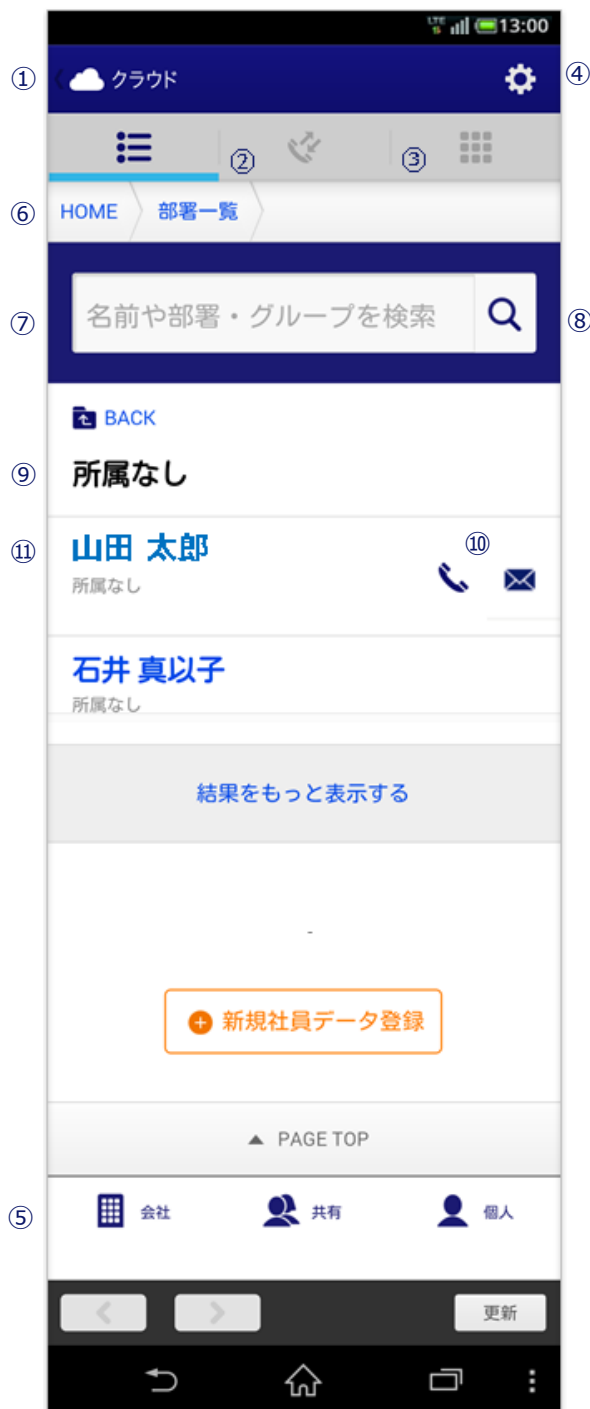 LTE 13:00
① クラウド ④
② ③
⑥ HOME 部署一覧
⑦ 名前や部署・グループを検索 ⑧
BACK
⑨ 所属なし
⑪ 山田 太郎 ⑩
所属なし
石井 真以子
所属なし
結果をもっと表示する
-
新規社員データ登録
▲ PAGE TOP
⑤ 会社 共有 個人
更新